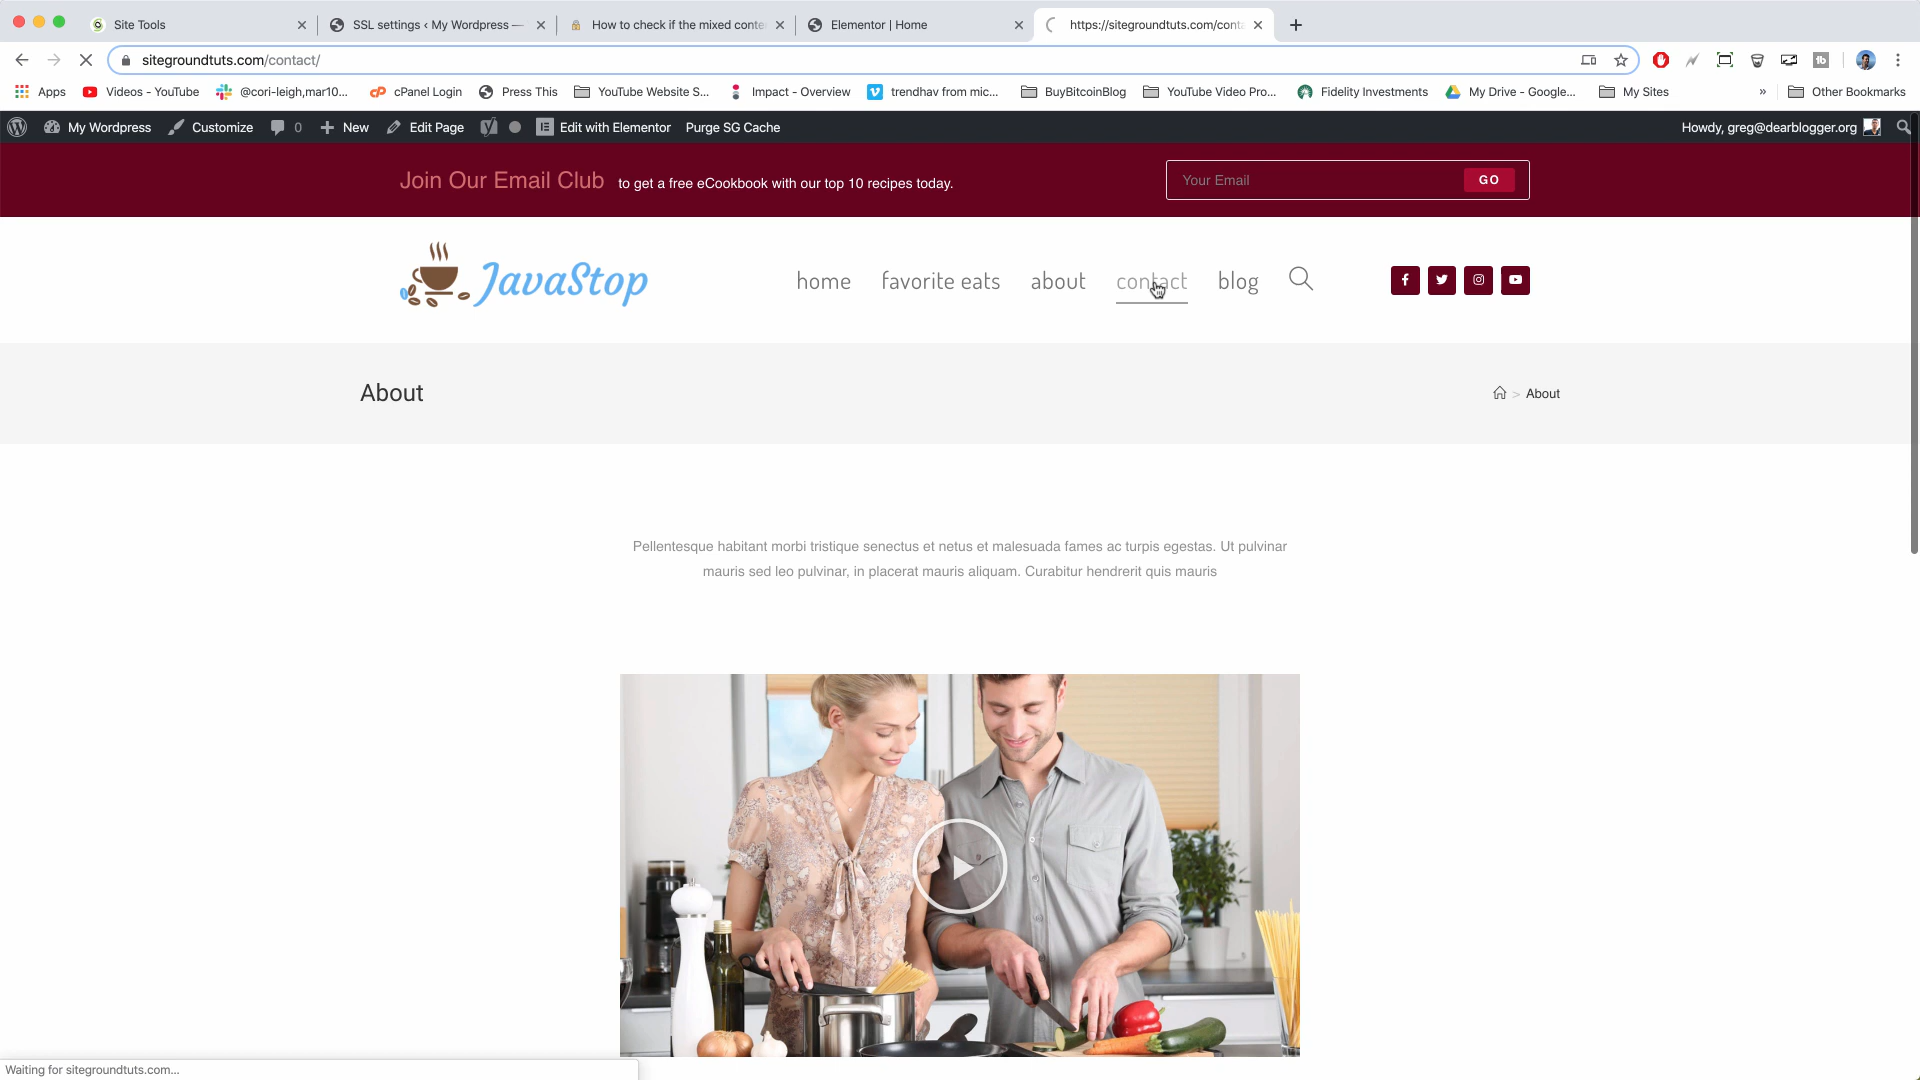 Site Tools
SSL settings ‹ My Wordpress —
How to check if the mixed conte
Elementor | Home
https://sitegroundtuts.com/conta
sitegroundtuts.com/contact/
Apps
Videos - YouTube
@cori-leigh,mar10...
cPanel Login
Press This
YouTube Website S...
Impact - Overview
trendhav from mic...
BuyBitcoinBlog
YouTube Video Pro...
Fidelity Investments
My Drive - Google...
My Sites
»
Other Bookmarks
My Wordpress
Customize
0
New
Edit Page
Edit with Elementor
Purge SG Cache
Howdy, greg@dearblogger.org
Join Our Email Club to get a free eCookbook with our top 10 recipes today.
Your Email
GO
JavaStop
home
favorite eats
about
contact
blog
About
> About
Pellentesque habitant morbi tristique senectus et netus et malesuada fames ac turpis egestas. Ut pulvinar
mauris sed leo pulvinar, in placerat mauris aliquam. Curabitur hendrerit quis mauris
Waiting for sitegroundtuts.com...